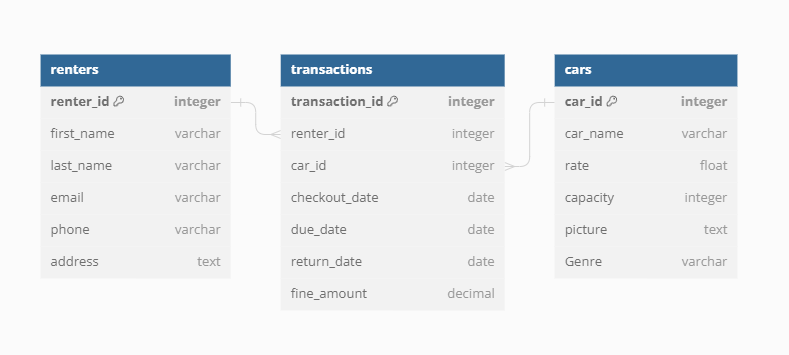 renters
renter_id integer
first_name varchar
last_name varchar
email varchar
phone varchar
address text
transactions
transaction_id integer
renter_id integer
car_id integer
checkout_date date
due_date date
return_date date
fine_amount decimal
cars
car_id integer
car_name varchar
rate float
capacity integer
picture text
Genre varchar